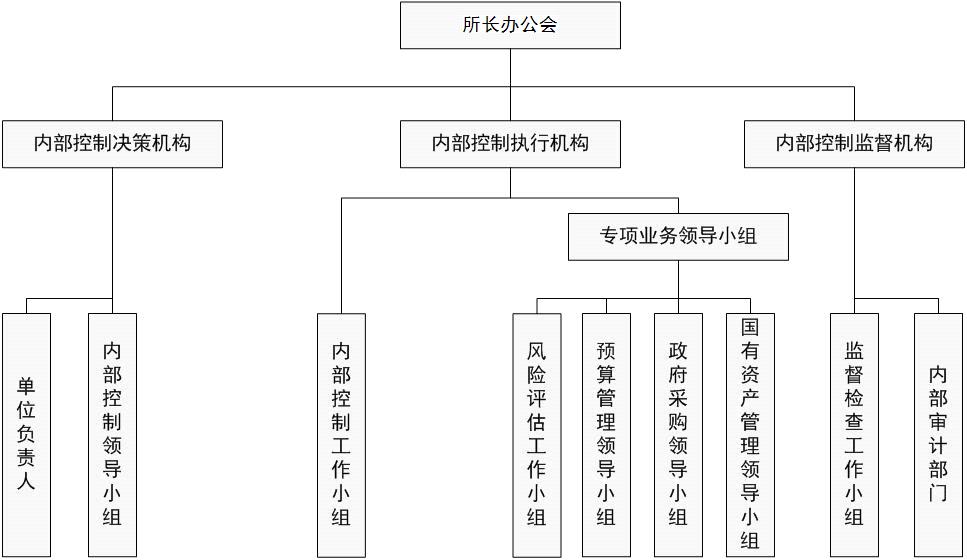 所长办公会
内部控制决策机构
内部控制执行机构
内部控制监督机构
专项业务领导小组
单位负责人
内部控制领导小组
内部控制工作小组
风险评估工作小组
预算管理领导小组
政府采购领导小组
国有资产管理领导小组
监督检查工作小组
内部审计部门